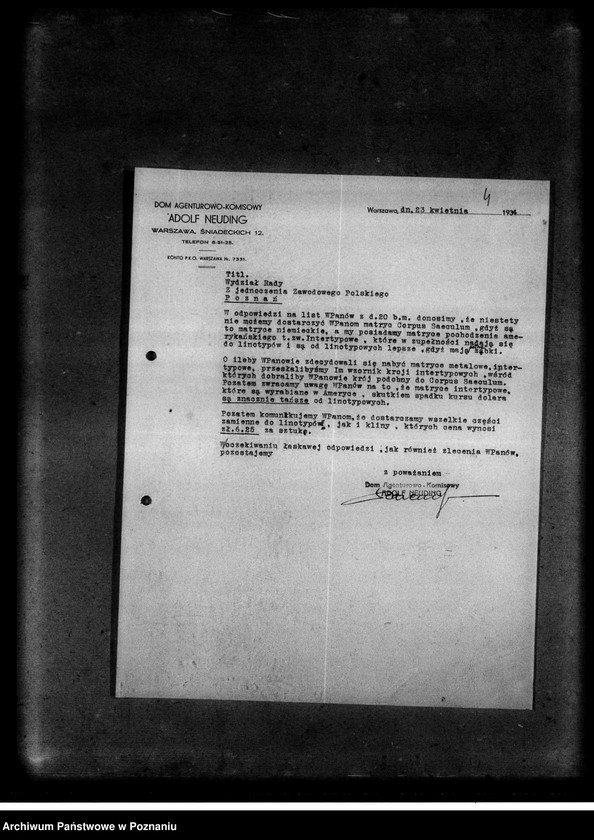 4
DOM AGENTUROWO-KOMISOWY
ADOLF NEUDING
WARSZAWA, ŚNIADECKICH 12.
TELEFON 8-51-25.
KONTO P.K.O. WARSZAWA Nr. 7331.
Warszawa, dn. 23 kwietnia 1934
Titl.
Wydział Rady
Z jednoczenia Zawodowego Polskiego
P o z n a ń
W odpowiedzi na list WPanów z d.20 b.m. donosimy ,że niestety
nie możemy dostarczyć WPanom matryc Corpus Saeculum ,gdyż są
to matryce niemieckie, a my posiadamy matryce pochodzenia ame-
rykańskiego t.zw.Intertypowe , które w zupełności nadają się
do linotypów i są od linotypowych lepsze ,gdyż mają ząbki.
O ileby WPanowie zdecydowali się nabyć matryce metalowe,inter-
typowe, przesłalibyśmy Im wzornik kroji intertypowych ,wśród
których dobraliby WPanowie krój podobny do Corpus Saeculum.
Pozatem zwracamy uwagę WPanów na to ,że matryce intertypowe,
które są wyrabiane w Ameryce , skutkiem spadku kursu dolara
są znacznie tańsze od linotypowych.
Pozatem komunikujemy WPanom,że dostarczamy wszelkie części
zamienne do linotypów , jak i kliny , których cena wynosi
zł.6.25 za sztukę.
W oczekiwaniu łaskawej odpowiedzi ,jak również zlecenia WPanów,
pozostajemy
z poważaniem
Dom Agenturowo-Komisowy
ADOLF NEUDING
Archiwum Państwowe w Poznaniu